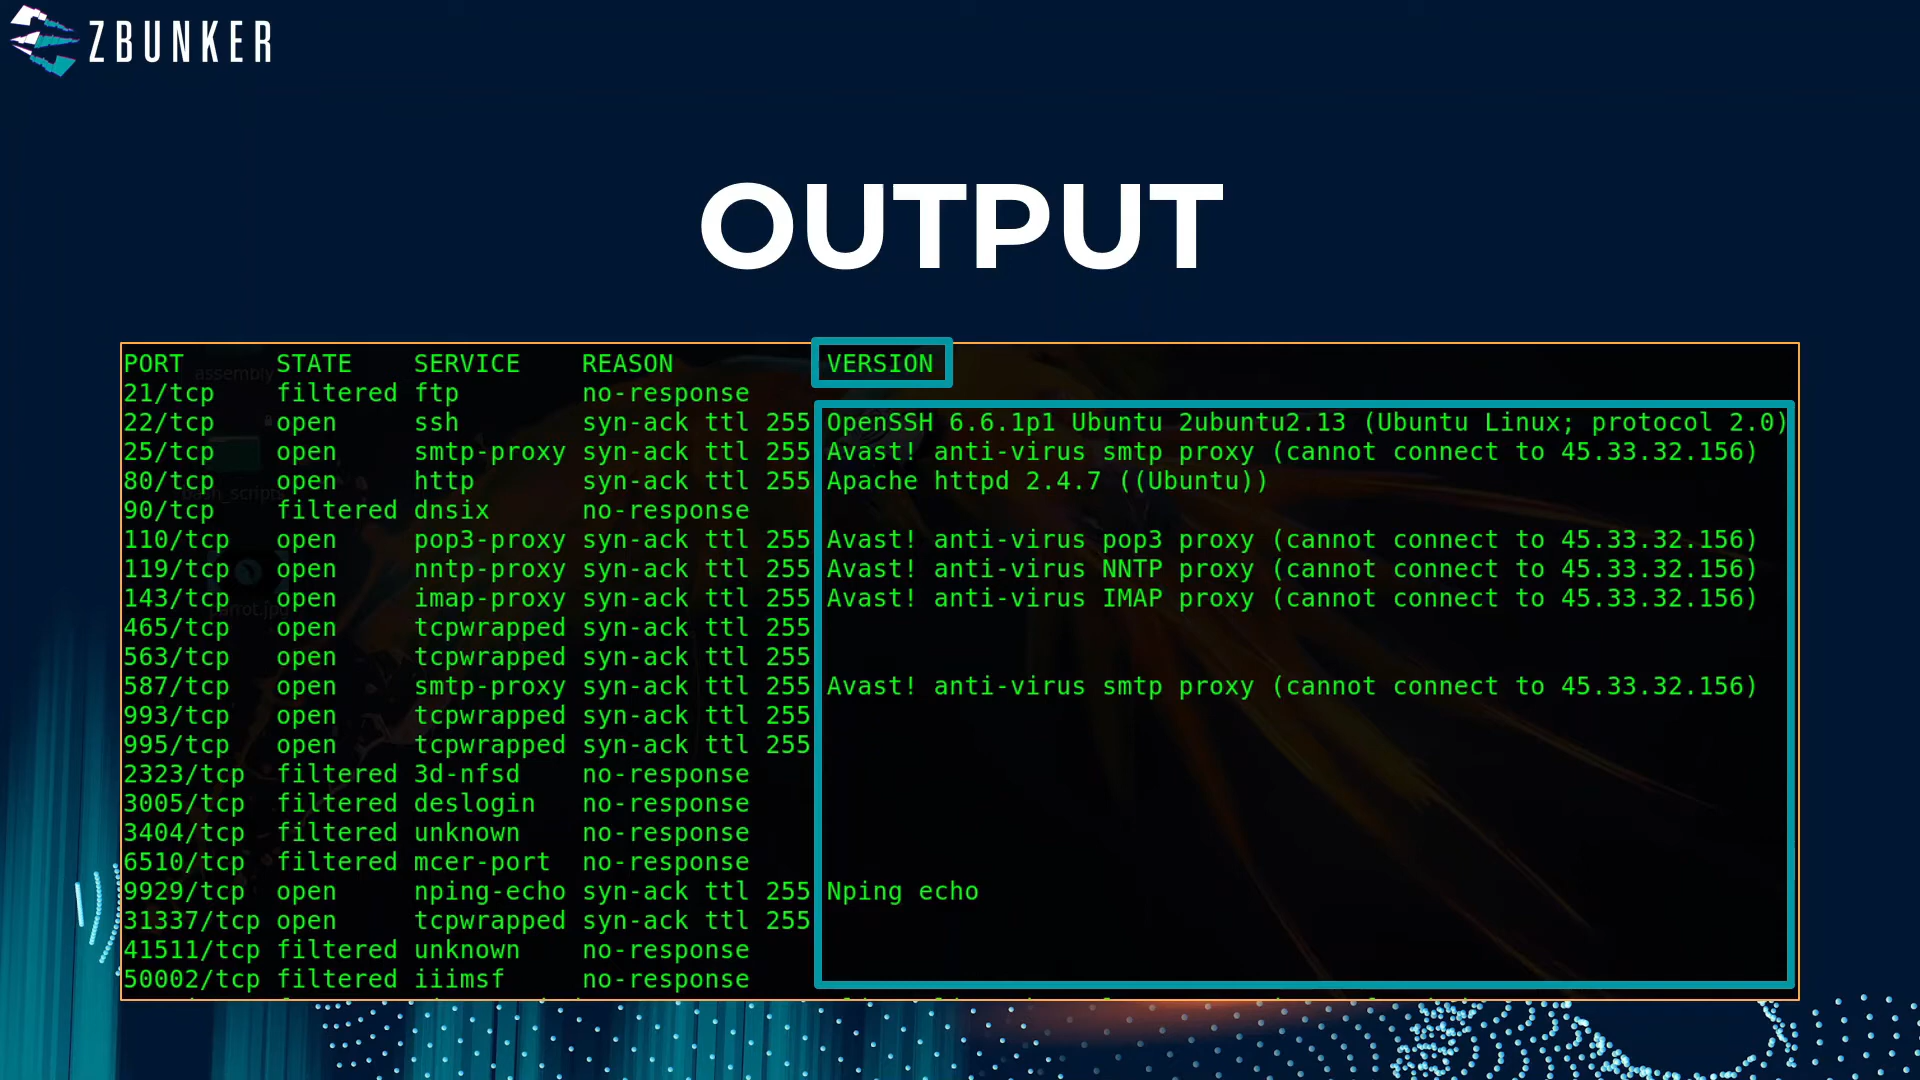 ZBUNKER
OUTPUT
PORT STATE SERVICE REASON VERSION
21/tcp filtered ftp no-response
22/tcp open ssh syn-ack ttl 255 OpenSSH 6.6.1p1 Ubuntu 2ubuntu2.13 (Ubuntu Linux; protocol 2.0)
25/tcp open smtp-proxy syn-ack ttl 255 Avast! anti-virus smtp proxy (cannot connect to 45.33.32.156)
80/tcp open http syn-ack ttl 255 Apache httpd 2.4.7 ((Ubuntu))
90/tcp filtered dnsix no-response
110/tcp open pop3-proxy syn-ack ttl 255 Avast! anti-virus pop3 proxy (cannot connect to 45.33.32.156)
119/tcp open nntp-proxy syn-ack ttl 255 Avast! anti-virus NNTP proxy (cannot connect to 45.33.32.156)
143/tcp open imap-proxy syn-ack ttl 255 Avast! anti-virus IMAP proxy (cannot connect to 45.33.32.156)
465/tcp open tcpwrapped syn-ack ttl 255
563/tcp open tcpwrapped syn-ack ttl 255
587/tcp open smtp-proxy syn-ack ttl 255 Avast! anti-virus smtp proxy (cannot connect to 45.33.32.156)
993/tcp open tcpwrapped syn-ack ttl 255
995/tcp open tcpwrapped syn-ack ttl 255
2323/tcp filtered 3d-nfsd no-response
3005/tcp filtered deslogin no-response
3404/tcp filtered unknown no-response
6510/tcp filtered mcer-port no-response
9929/tcp open nping-echo syn-ack ttl 255 Nping echo
31337/tcp open tcpwrapped syn-ack ttl 255
41511/tcp filtered unknown no-response
50002/tcp filtered iiimsf no-response